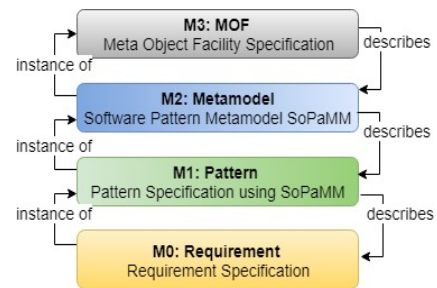 M3: MOF
Meta Object Facility Specification
describes
instance of
M2: Metamodel
Software Pattern Metamodel SoPaMM
describes
instance of
M1: Pattern
Pattern Specification using SoPaMM
describes
instance of
M0: Requirement
Requirement Specification